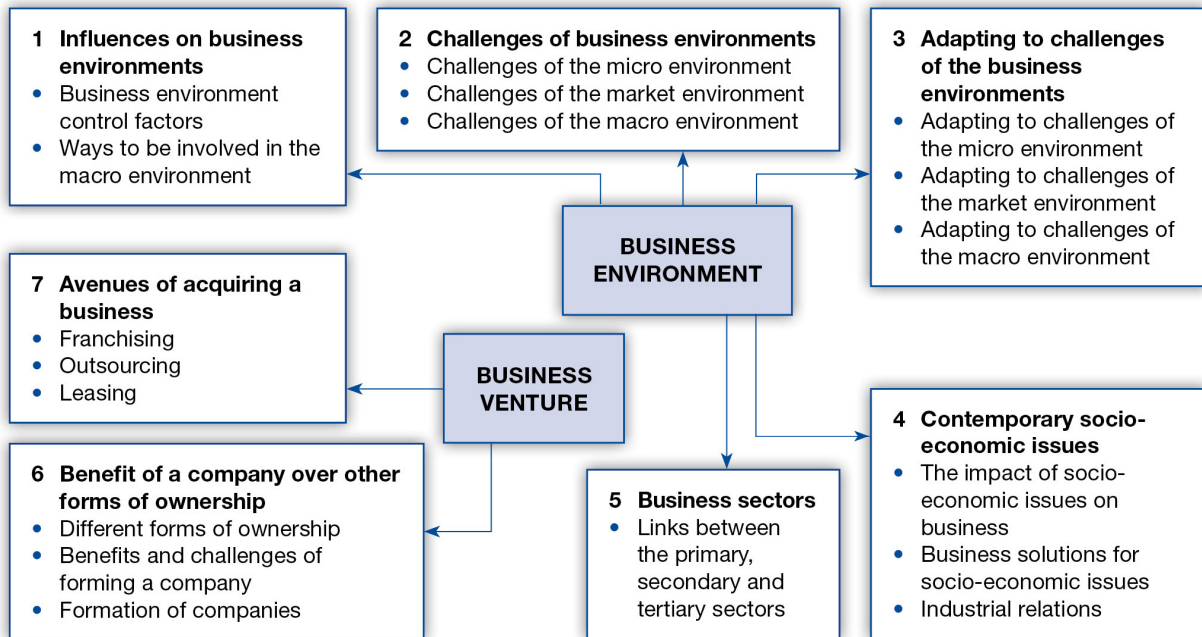 1 Influences on business
environments
• Business environment
control factors
• Ways to be involved in the
macro environment
2 Challenges of business environments
• Challenges of the micro environment
• Challenges of the market environment
• Challenges of the macro environment
3 Adapting to challenges
of the business
environments
• Adapting to challenges of
the micro environment
• Adapting to challenges of
the market environment
• Adapting to challenges of
the macro environment
BUSINESS
ENVIRONMENT
7 Avenues of acquiring a
business
• Franchising
• Outsourcing
• Leasing
BUSINESS
VENTURE
4 Contemporary socio-
economic issues
• The impact of socio-
economic issues on
business
• Business solutions for
socio-economic issues
• Industrial relations
6 Benefit of a company over other
forms of ownership
• Different forms of ownership
• Benefits and challenges of
forming a company
• Formation of companies
5 Business sectors
• Links between
the primary,
secondary and
tertiary sectors